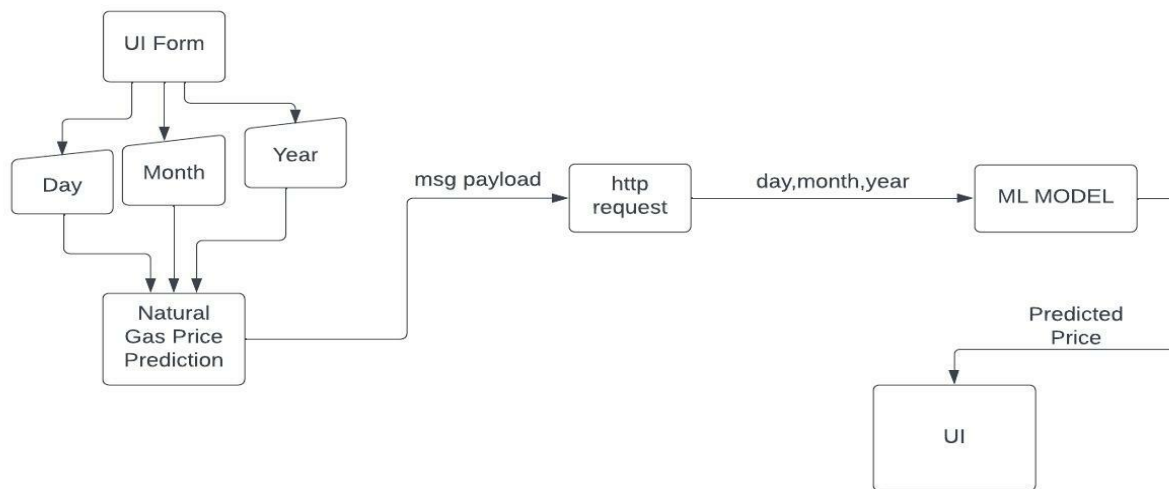 UI Form
Day
Month
Year
Natural
Gas Price
Prediction
msg payload
http
request
day,month,year
ML MODEL
Predicted
Price
UI